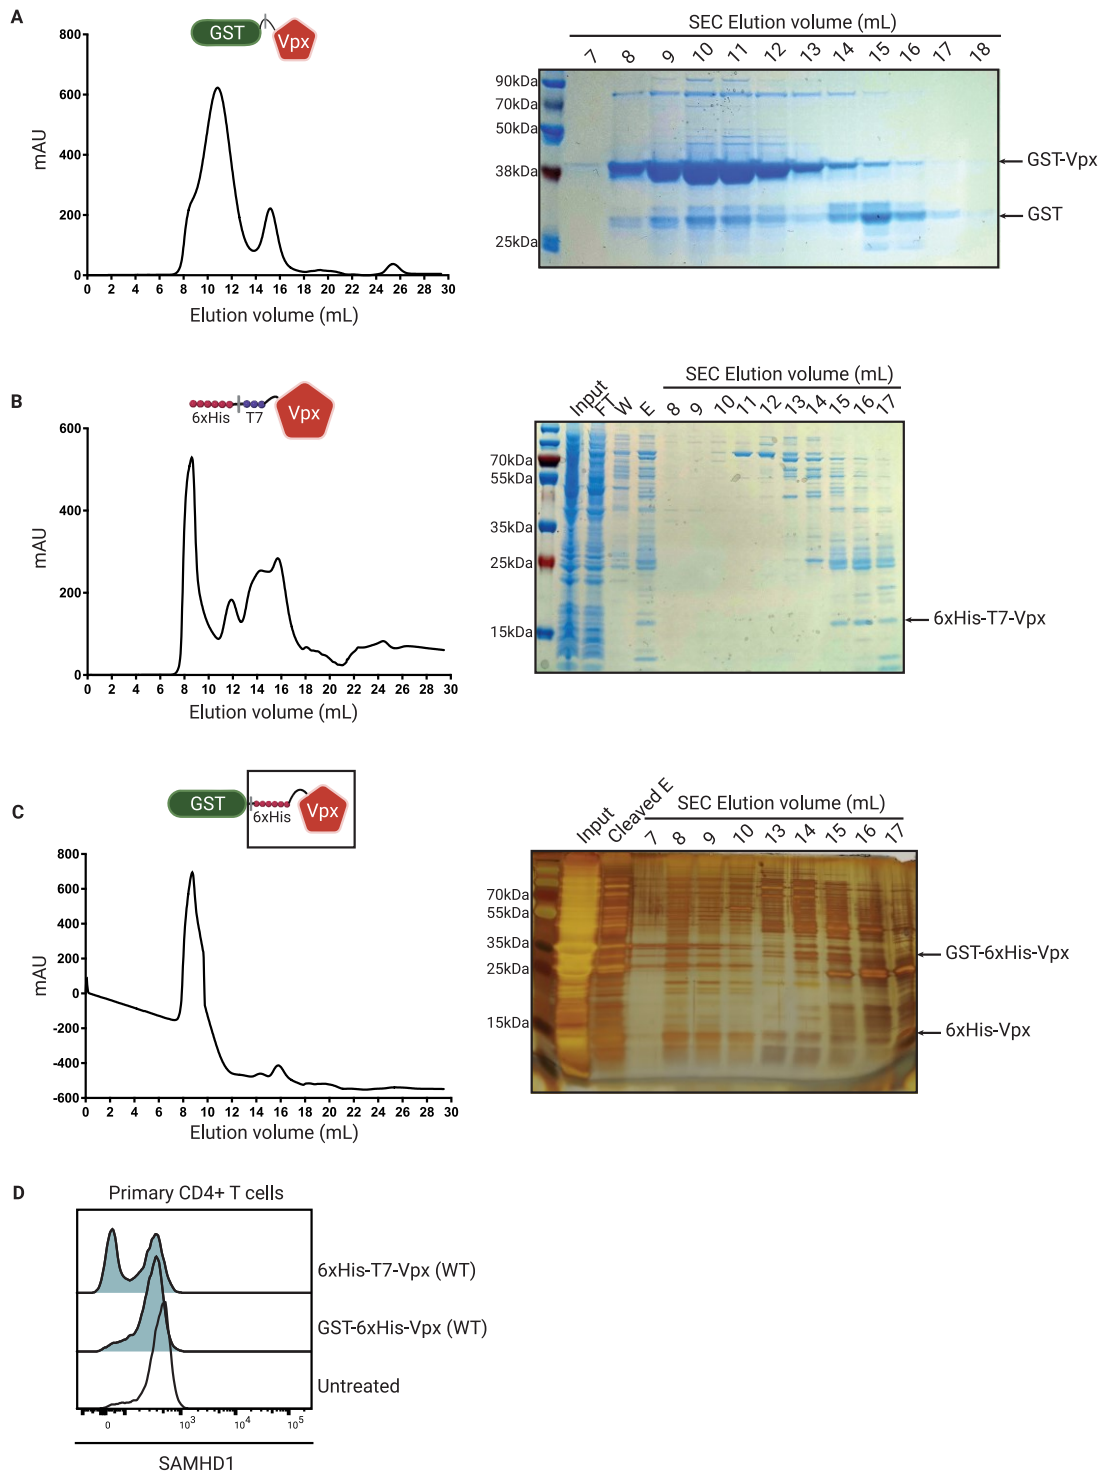 A
GST Vpx
800
600
400
200
0
mAU
0 2 4 6 8 10 12 14 16 18 20 22 24 26 28 30
Elution volume (mL)
SEC Elution volume (mL)
7 8 9 10 11 12 13 14 15 16 17 18
90kDa
70kDa
50kDa
38kDa
25kDa
GST-Vpx
GST
B
6xHis T7 Vpx
600
400
200
0
mAU
0 2 4 6 8 10 12 14 16 18 20 22 24 26 28 30
Elution volume (mL)
SEC Elution volume (mL)
Input FT W E 8 9 10 11 12 13 14 15 16 17
70kDa
55kDa
35kDa
25kDa
15kDa
6xHis-T7-Vpx
C
GST 6xHis Vpx
800
600
400
200
0
-200
-400
-600
mAU
0 2 4 6 8 10 12 14 16 18 20 22 24 26 28 30
Elution volume (mL)
SEC Elution volume (mL)
Input Cleaved E 7 8 9 10 13 14 15 16 17
70kDa
55kDa
35kDa
25kDa
15kDa
GST-6xHis-Vpx
6xHis-Vpx
D
Primary CD4+ T cells
6xHis-T7-Vpx (WT)
GST-6xHis-Vpx (WT)
Untreated
0 10³ 10⁴ 10⁵
SAMHD1